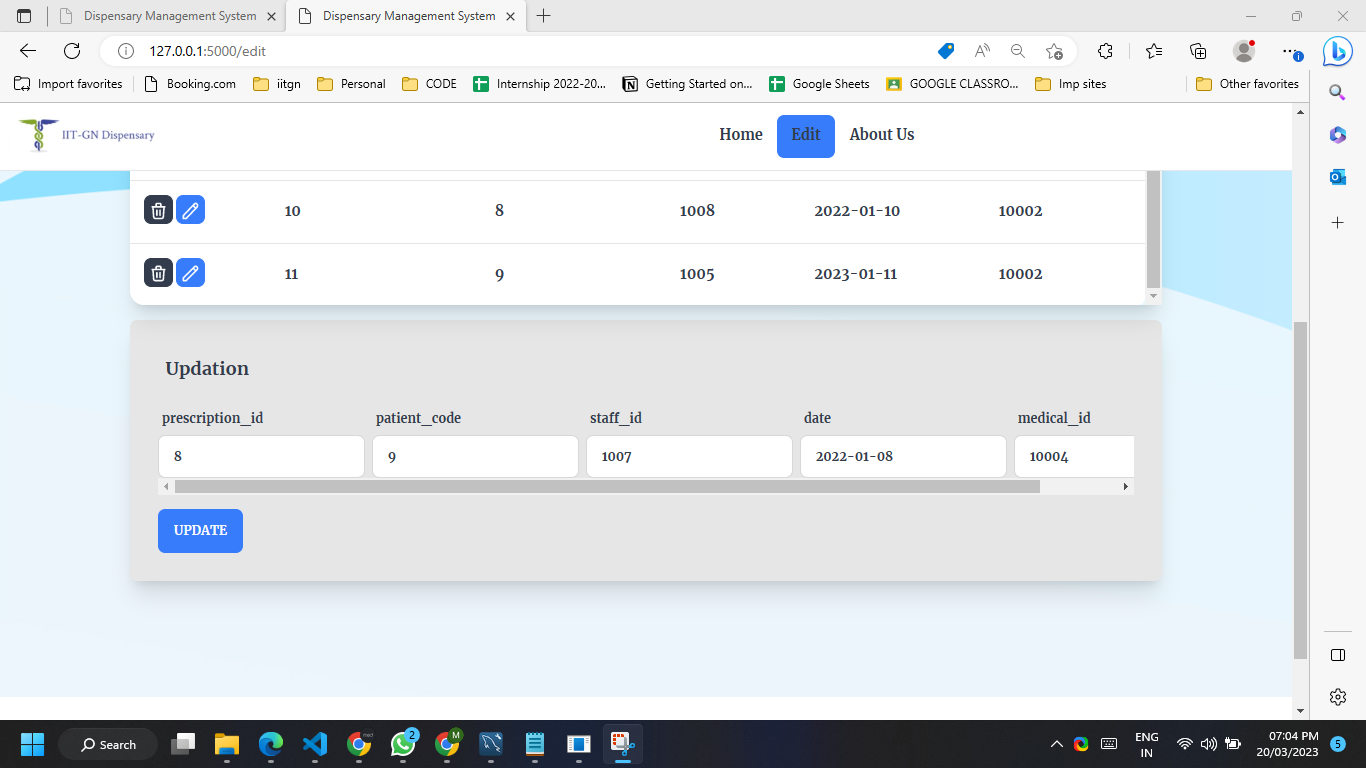 Dispensary Management System
Dispensary Management System
127.0.0.1:5000/edit
Import favorites
Booking.com
iitgn
Personal
CODE
Internship 2022-20...
Getting Started on...
Google Sheets
GOOGLE CLASSRO...
Imp sites
Other favorites
IIT-GN Dispensary
Home
Edit
About Us
10 8 1008 2022-01-10 10002
11 9 1005 2023-01-11 10002
Updation
prescription_id patient_code staff_id date medical_id
8 9 1007 2022-01-08 10004
UPDATE
Search
2
M
ENG
IN
07:04 PM
20/03/2023
5